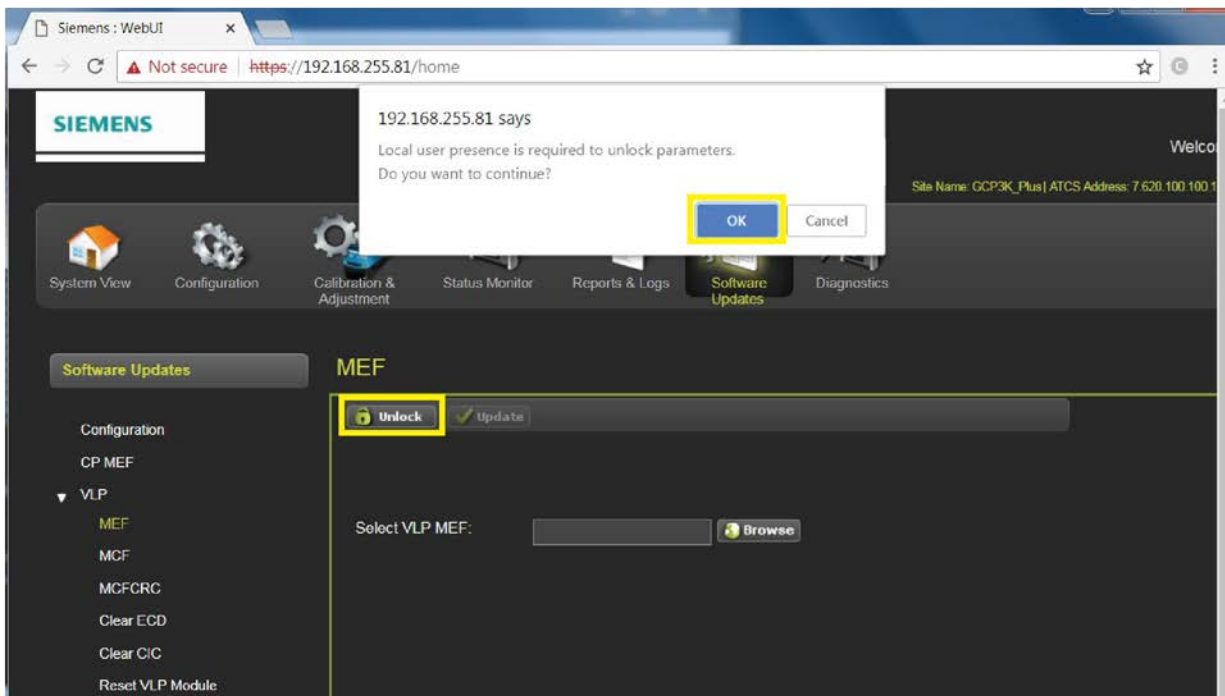 Siemens : WebUI
Not secure https://192.168.255.81/home
SIEMENS
192.168.255.81 says
Local user presence is required to unlock parameters.
Do you want to continue?
OK Cancel
Site Name: GCP3K_Plus | ATCS Address: 7.620.100.100.1
System View Configuration Calibration & Status Monitor Reports & Logs Software Diagnostics
Adjustment Updates
Software Updates
MEF
Unlock Update
Configuration
CP MEF
VLP
MEF
Select VLP MEF: Browse
MCF
MCFCRC
Clear ECD
Clear CIC
Reset VLP Module